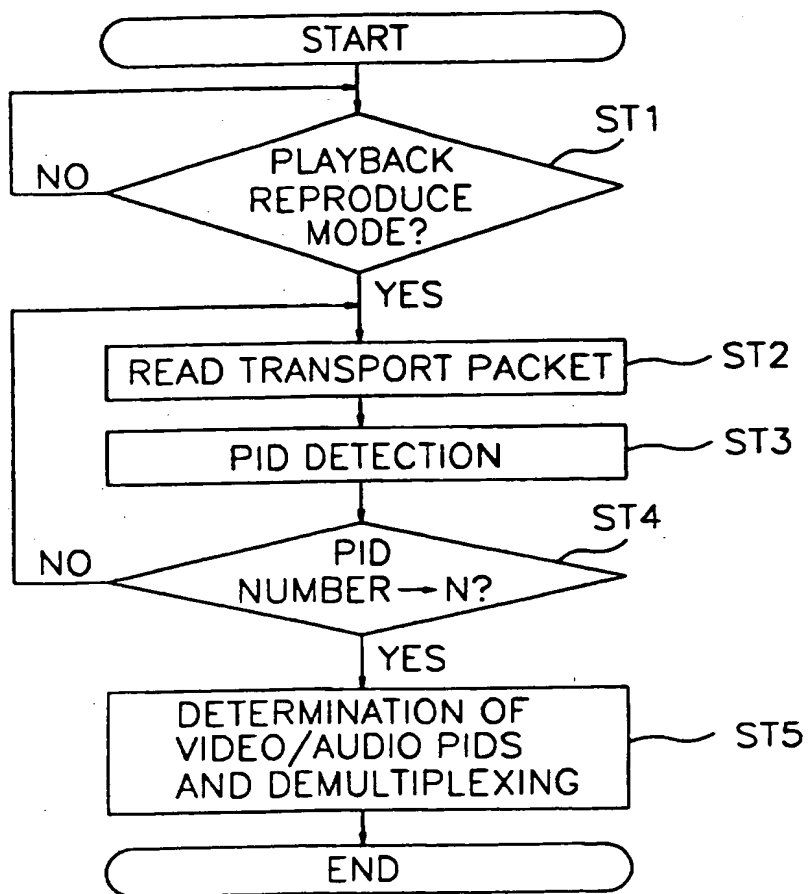 START
ST1
PLAYBACK
REPRODUCE
MODE?
NO
YES
READ TRANSPORT PACKET
ST2
PID DETECTION
ST3
ST4
PID
NUMBER→N?
NO
YES
DETERMINATION OF
VIDEO/AUDIO PIDS
AND DEMULTIPLEXING
ST5
END